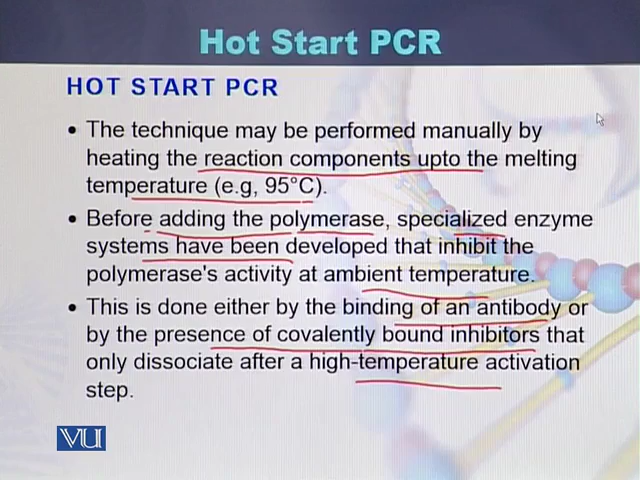 Hot Start PCR
HOT START PCR
• The technique may be performed manually by
heating the reaction components upto the melting
temperature (e.g, 95°C).
• Before adding the polymerase, specialized enzyme
systems have been developed that inhibit the
polymerase's activity at ambient temperature.
• This is done either by the binding of an antibody or
by the presence of covalently bound inhibitors that
only dissociate after a high-temperature activation
step.
VU